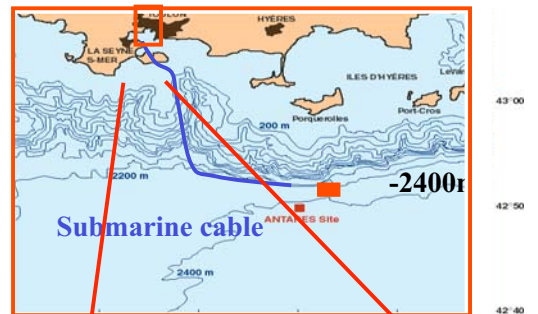 HYÈRES
LA SEYNE
S-MER
ILES D'HYÈRES
Porquerolles
Port-Cros
43°00
200 m
2200 m
-2400
42°50
ANTARES Site
Submarine cable
2400 m
42°40